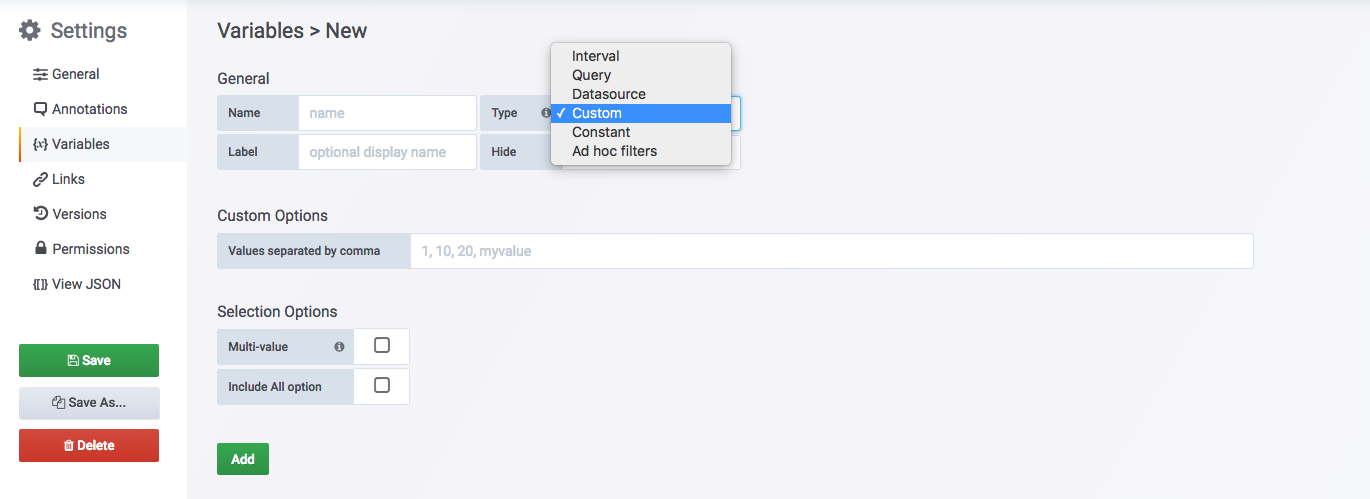 Settings
General
Annotations
{x} Variables
Links
Versions
Permissions
{[]} View JSON
Save
Save As...
Delete
Variables > New
General
Name name Type
Interval
Query
Datasource
✓ Custom
Constant
Ad hoc filters
Label optional display name Hide
Custom Options
Values separated by comma 1, 10, 20, myvalue
Selection Options
Multi-value
Include All option
Add